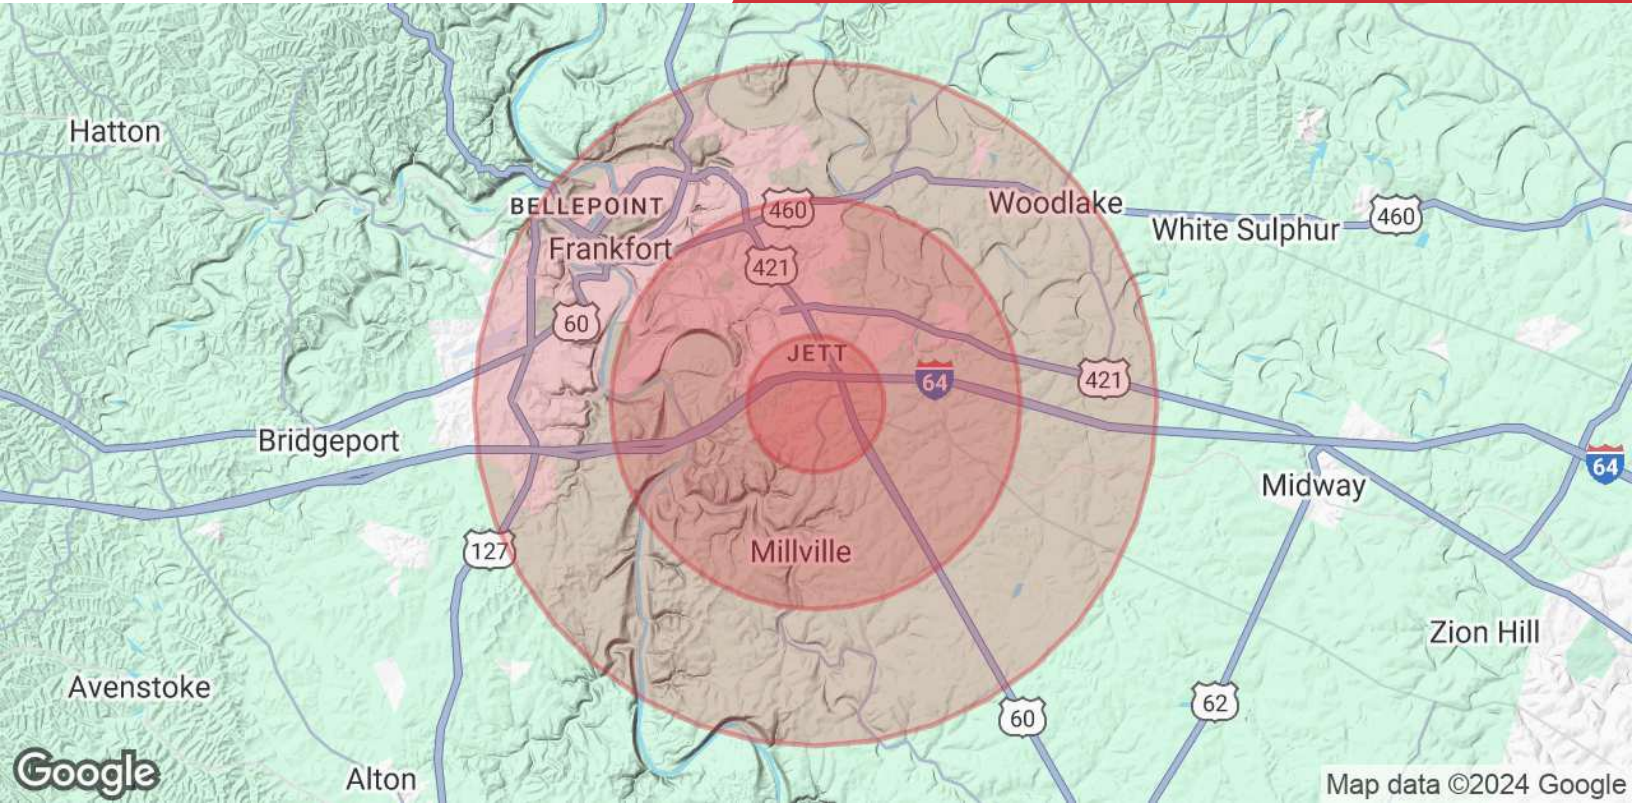 Hatton
BELLEPOINT
460
Woodlake
460
White Sulphur
Frankfort
421
60
JETT
64
421
Bridgeport
64
Midway
127
Millville
Zion Hill
Avenstoke
62
60
Google
Alton
Map data ©2024 Google